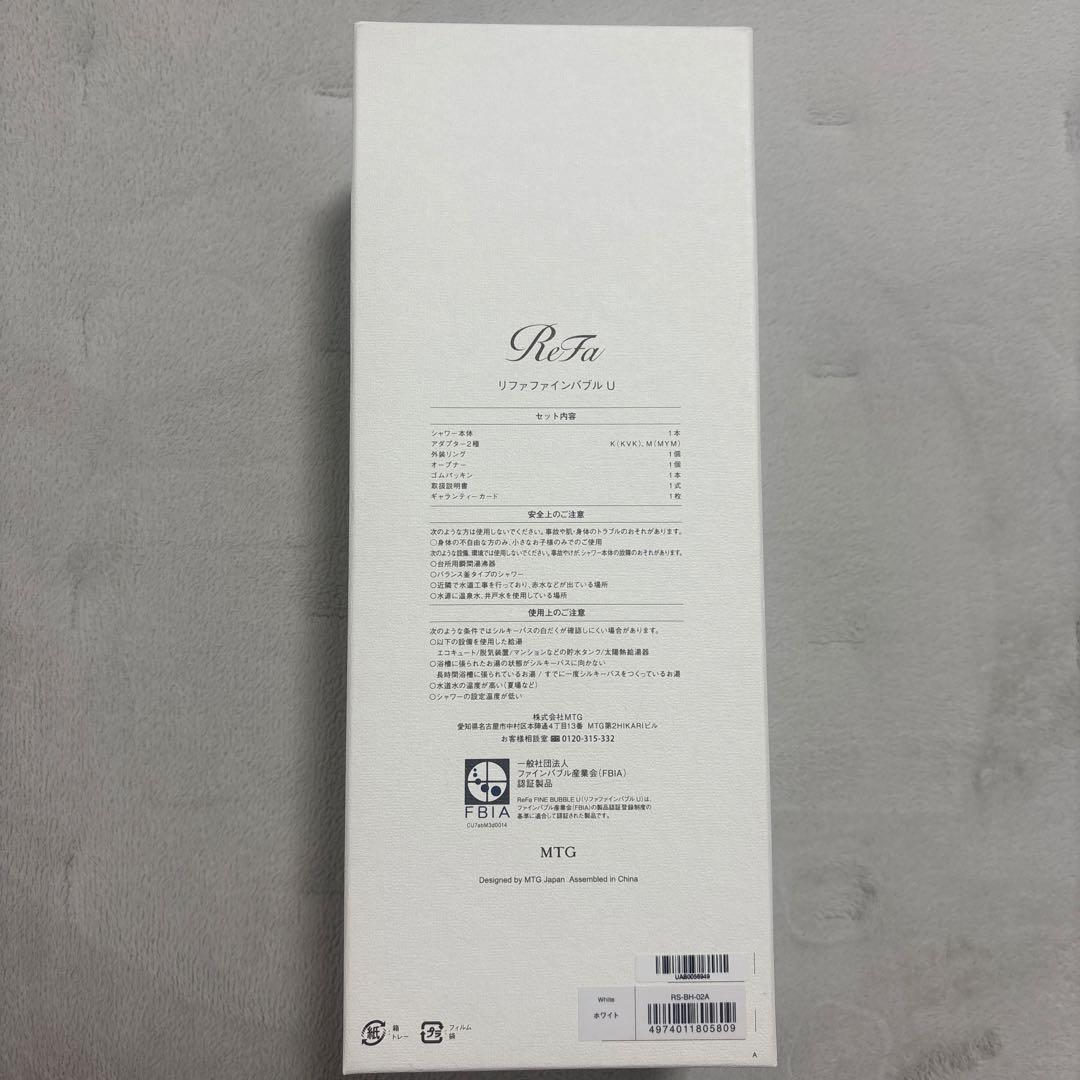 ReFa
リファファインバブル U
セット内容
シャワー本体 1本
アダプター2種 K(KVK)、M(MYM)
外装リング 1個
オープナー 1個
ゴムパッキン 1本
取扱説明書 1式
ギャランティーカード 1枚
安全上のご注意
次のような方は使用しないでください。事故や肌・身体のトラブルのおそれがあります。
○身体の不自由な方のみ、小さなお子様のみでのご使用
次のような設備、環境では使用しないでください。事故やけが、シャワー本体の故障のおそれがあります。
○台所用瞬間湯沸器
○バランス釜タイプのシャワー
○近隣で水道工事を行っており、赤水などが出ている場所
○水源に温泉水、井戸水を使用している場所
使用上のご注意
次のような条件ではシルキーバスの白だくが確認しにくい場合があります。
○以下の設備を使用した給湯
エコキュート/脱気装置/マンションなどの貯水タンク/太陽熱給湯器
○浴槽に張られたお湯の状態がシルキーバスに向かない
長時間浴槽に張られているお湯 / すでに一度シルキーバスをつくっているお湯
○水道水の温度が高い(夏場など)
○シャワーの設定温度が低い
株式会社MTG
愛知県名古屋市中村区本陣通4丁目13番 MTG第2HIKARIビル
お客様相談室 0120-315-332
一般社団法人
ファインバブル産業会(FBIA)
認証製品
ReFa FINE BUBBLE U(リファファインバブル U)は、
ファインバブル産業会(FBIA)の製品認証登録制度の
基準に適合して認証された製品です。
FBIA
CU7abM3d0014
MTG
Designed by MTG Japan Assembled in China
UAB0056949
White
ホワイト
RS-BH-02A
4974011805809
紙 : 箱 トレー
プラ : フィルム 袋
A